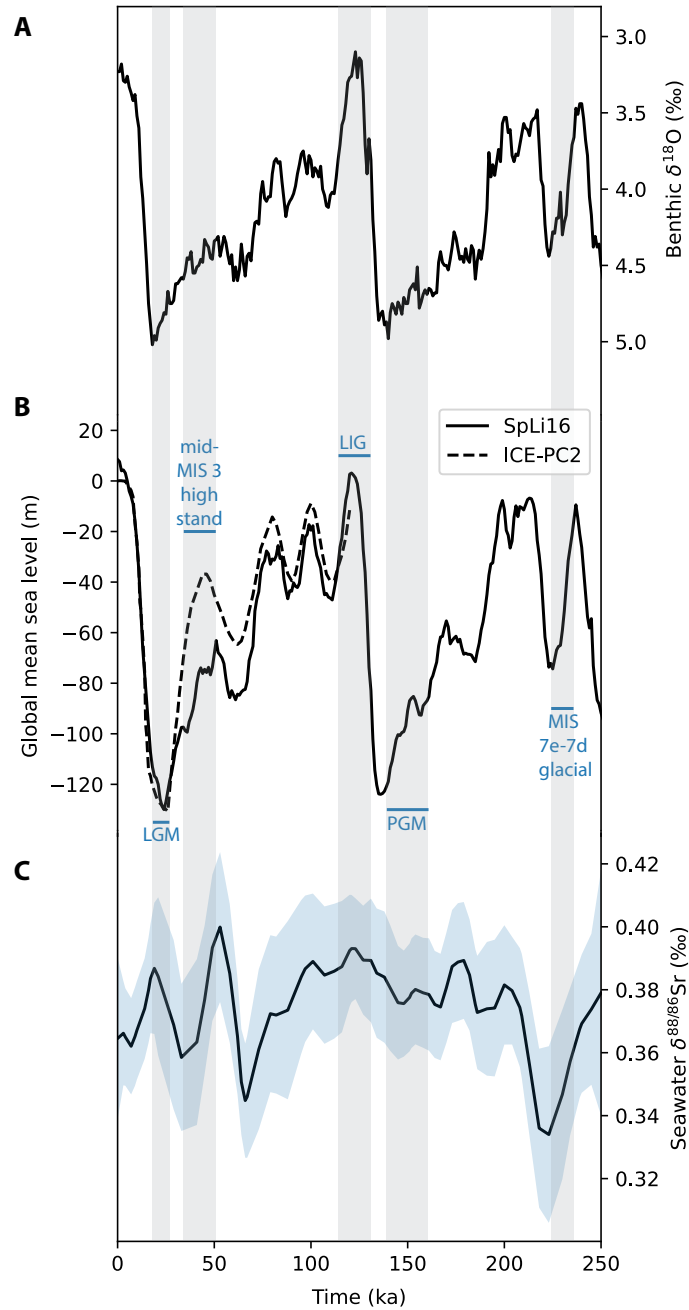 A
3.0
3.5
4.0
4.5
5.0
Benthic δ18O (‰)
B
20
0
−20
−40
−60
−80
−100
−120
Global mean sea level (m)
mid-
MIS 3
high
stand
LIG
SpLi16
ICE-PC2
MIS
7e-7d
glacial
LGM
PGM
C
0.42
0.40
0.38
0.36
0.34
0.32
Seawater δ88/86Sr (‰)
0
50
100
150
200
250
Time (ka)